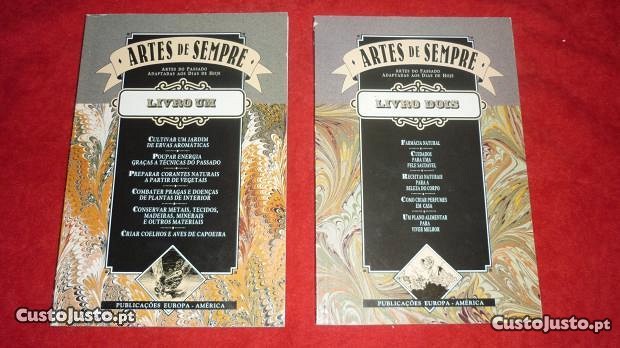 ARTES DE SEMPRE
ARTES DO PASSADO
ADAPTADAS AOS DIAS DE HOJE
LIVRO UM
CULTIVAR UM JARDIM
DE ERVAS AROMÁTICAS
POUPAR ENERGIA
GRAÇAS A TÉCNICAS DO PASSADO
PREPARAR CORANTES NATURAIS
A PARTIR DE VEGETAIS
COMBATER PRAGAS E DOENÇAS
DE PLANTAS DE INTERIOR
CONSERVAR METAIS, TECIDOS,
MADEIRAS, MINERAIS
E OUTROS MATERIAIS
CRIAR COELHOS E AVES DE CAPOEIRA
PUBLICAÇÕES EUROPA-AMÉRICA
ARTES DE SEMPRE
ARTES DO PASSADO
ADAPTADAS AOS DIAS DE HOJE
LIVRO DOIS
FARMÁCIA NATURAL
CUIDADOS
PARA UMA
PELE SAUDÁVEL
RECEITAS NATURAIS
PARA A
BELEZA DO CORPO
COMO CRIAR PERFUMES
EM CASA
UM PLANO ALIMENTAR
PARA
VIVER MELHOR
PUBLICAÇÕES EUROPA-AMÉRICA
CustoJusto.pt
CustoJusto.pt